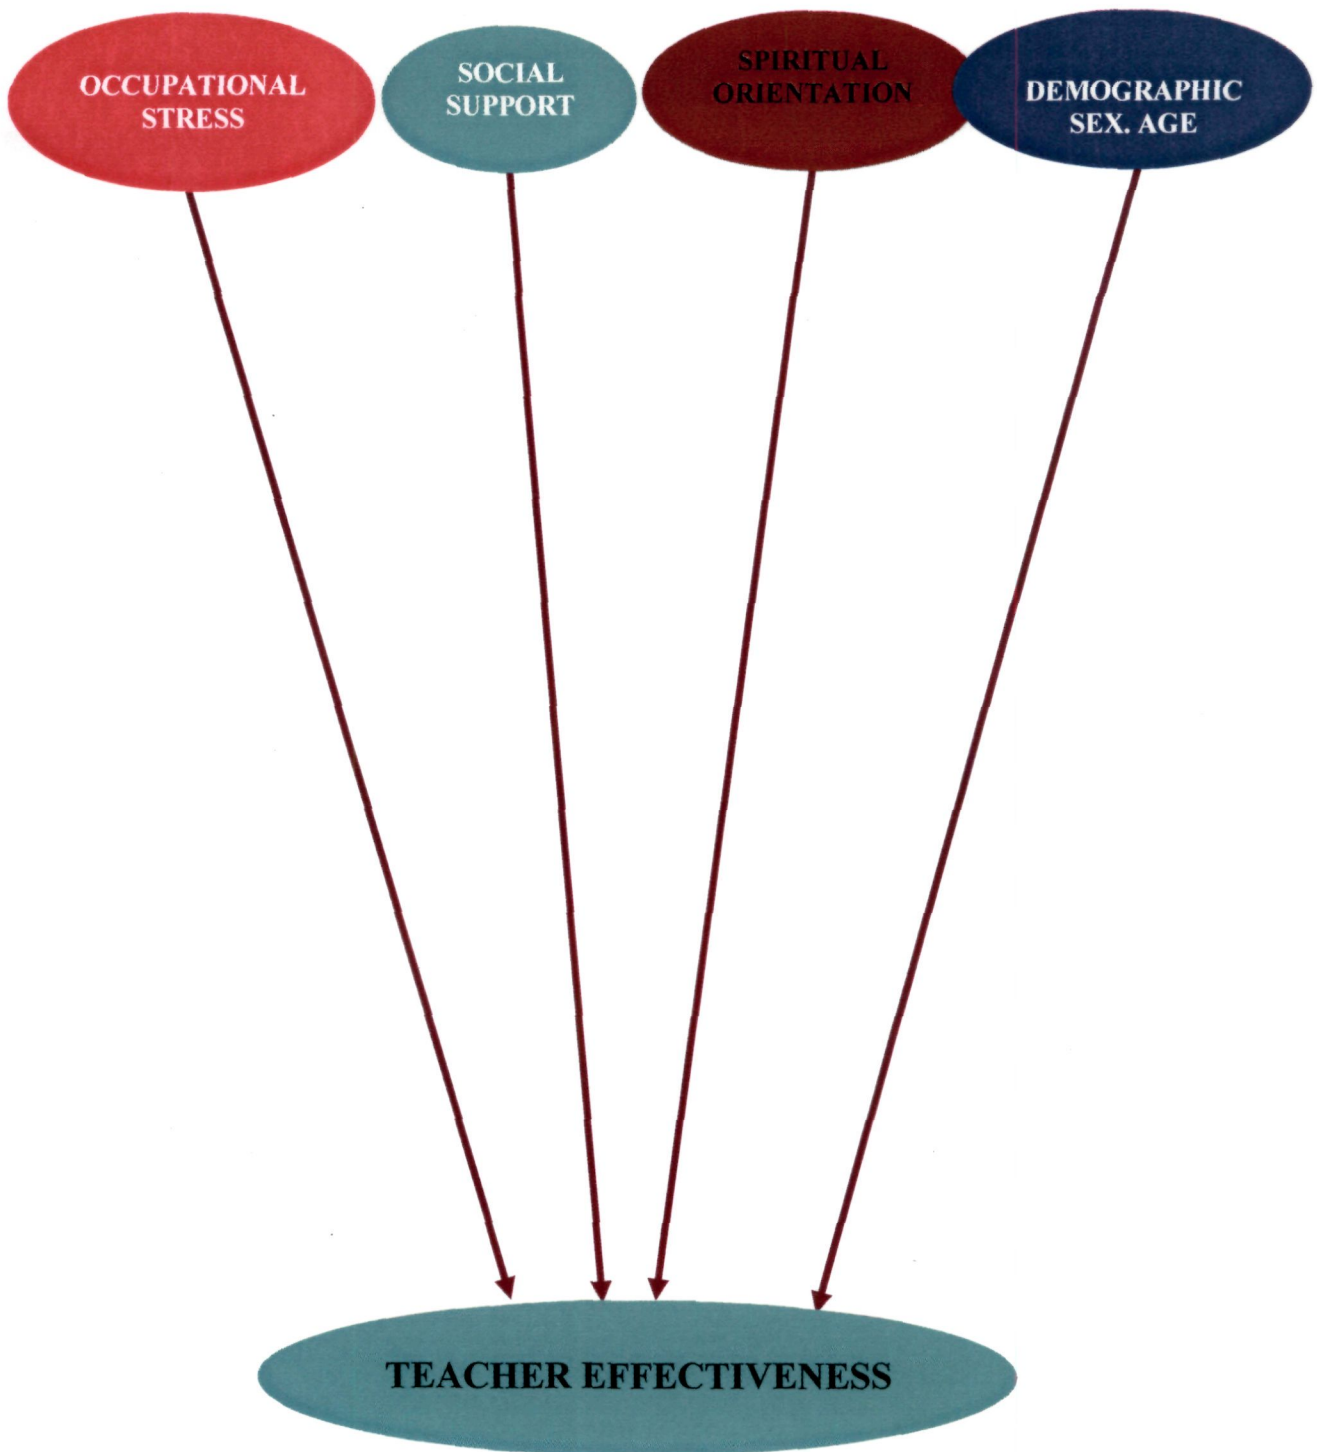 OCCUPATIONAL
STRESS
SOCIAL
SUPPORT
SPIRITUAL
ORIENTATION
DEMOGRAPHIC
SEX. AGE
TEACHER EFFECTIVENESS